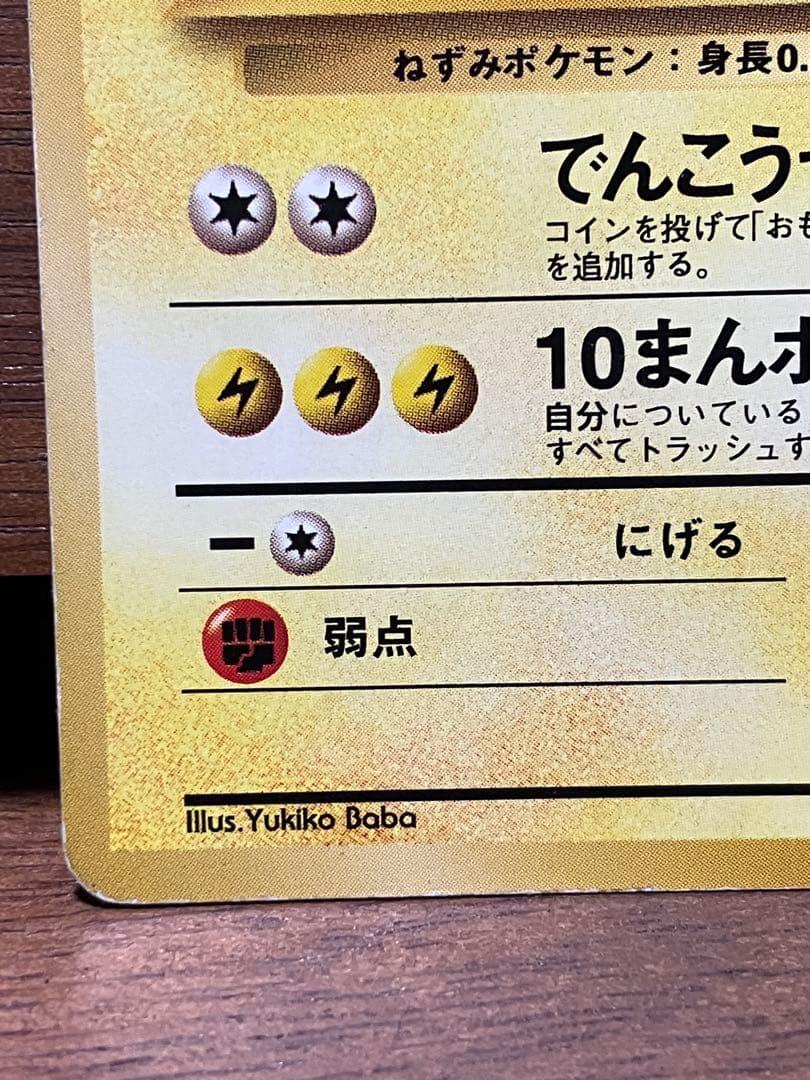 ねずみポケモン：身長0.
でんこう
コインを投げて「おも
を追加する。
10まんボ
自分についている
すべてトラッシュす
にげる
弱点
Illus.Yukiko Baba